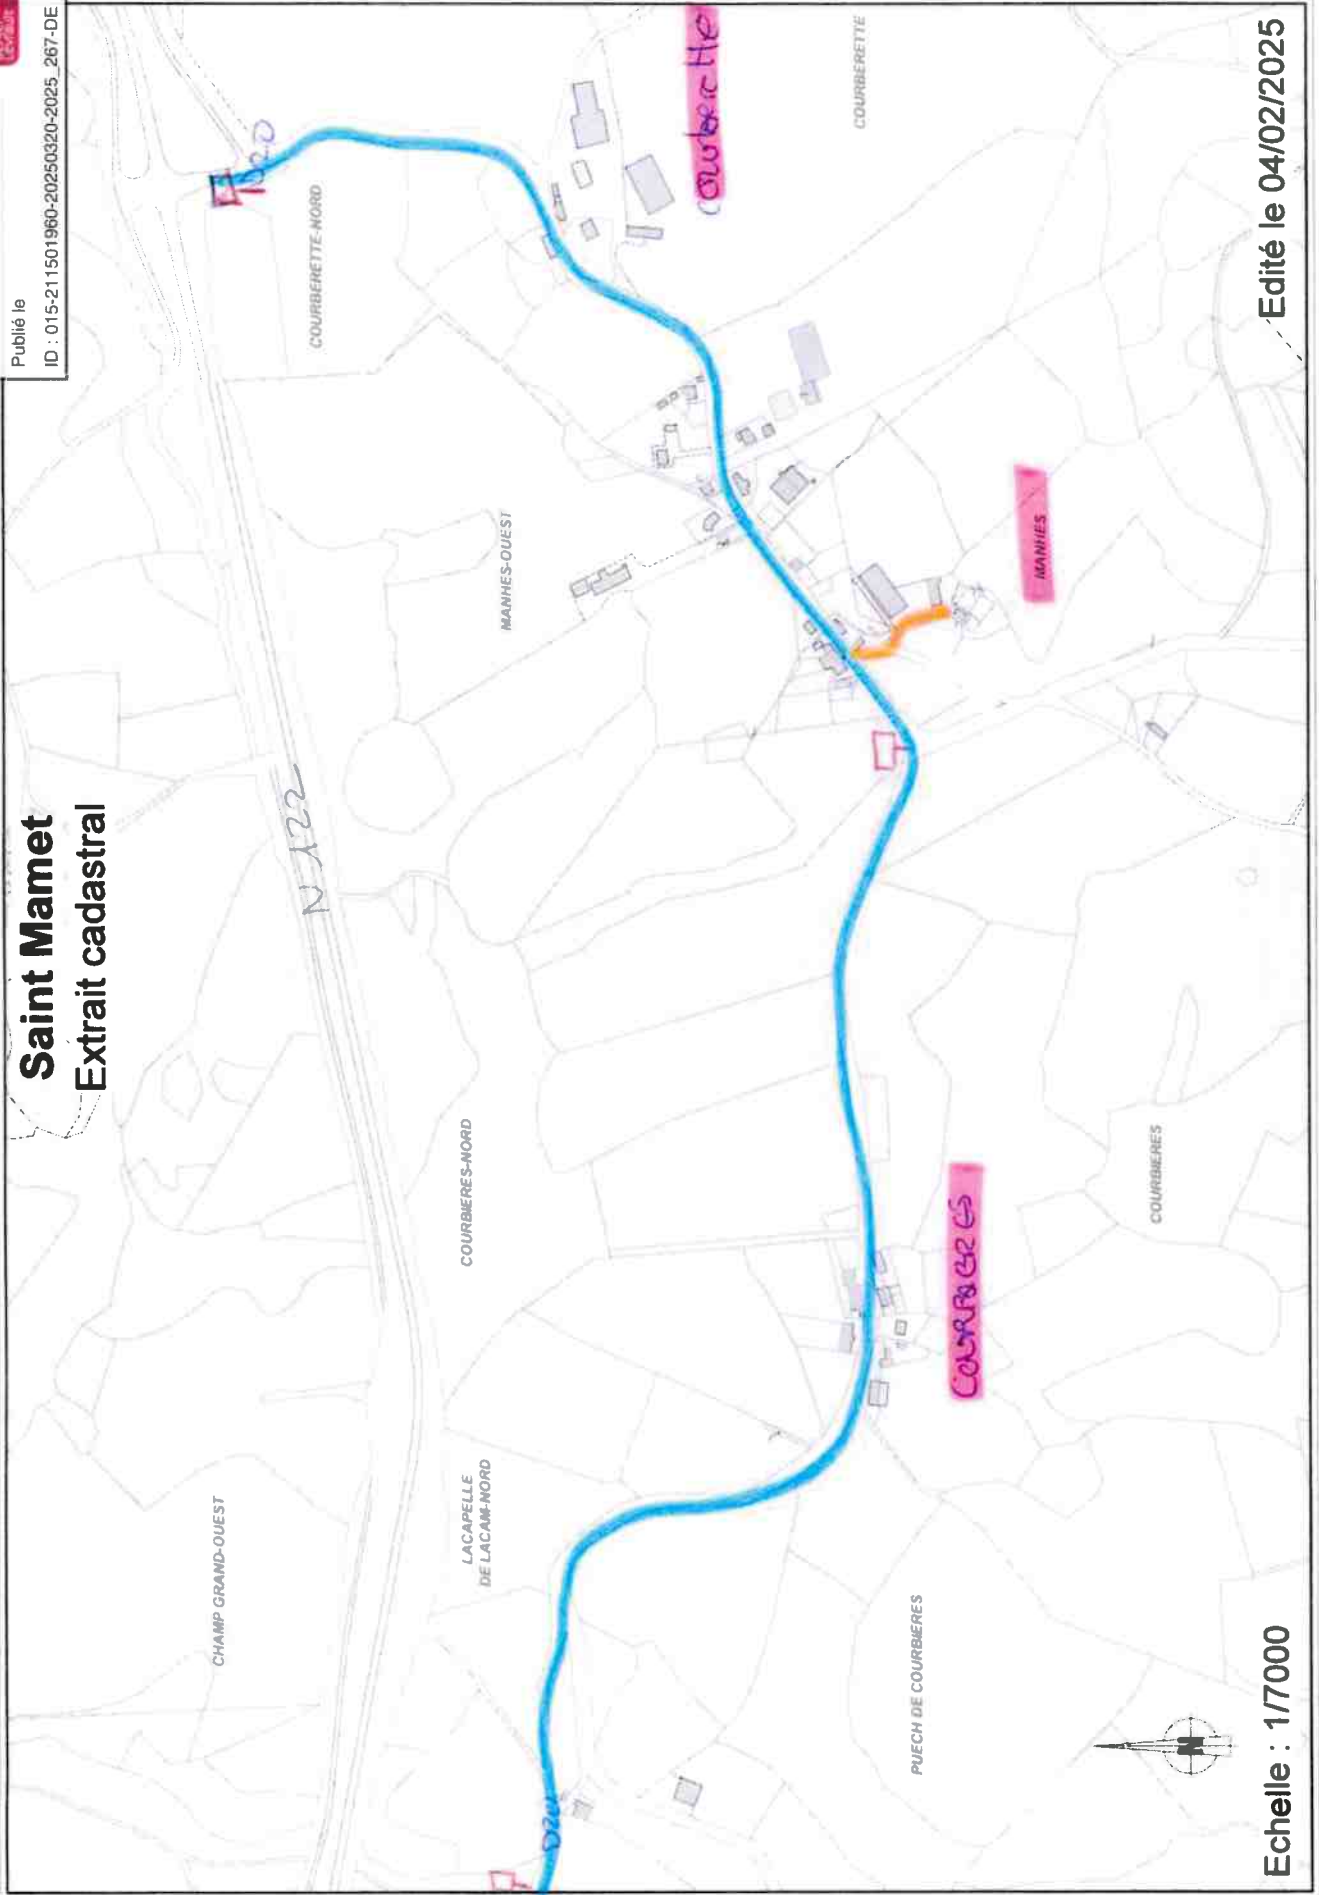 Publié le
ID : 015-211501960-20250320-2025_267-DE
Saint Mamet
Extrait cadastral
N 122
CHAMP GRAND-OUEST
LACAPELLE
DE LACAM-NORD
COURBIERES-NORD
MANHES-OUEST
COURBERETTE-NORD
COURBERETTE
MANHES
COURBIERES
PUECH DE COURBIERES
N
Echelle : 1/7000
Edité le 04/02/2025